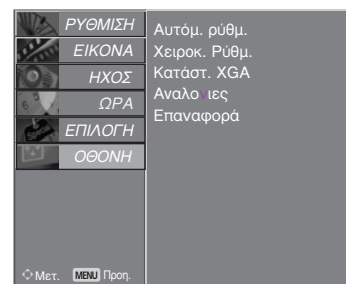 ΡΥΘΜΙΣΗ
ΕΙΚΟΝΑ
ΗΧΟΣ
ΩΡΑ
ΕΠΙΛΟΓΗ
ΟΘΟΝΗ
Αυτόμ. ρύθμ.
Χειροκ. Ρύθμ.
Κατάστ. XGA
Επαναφορά
Μετ. MENU Προη.